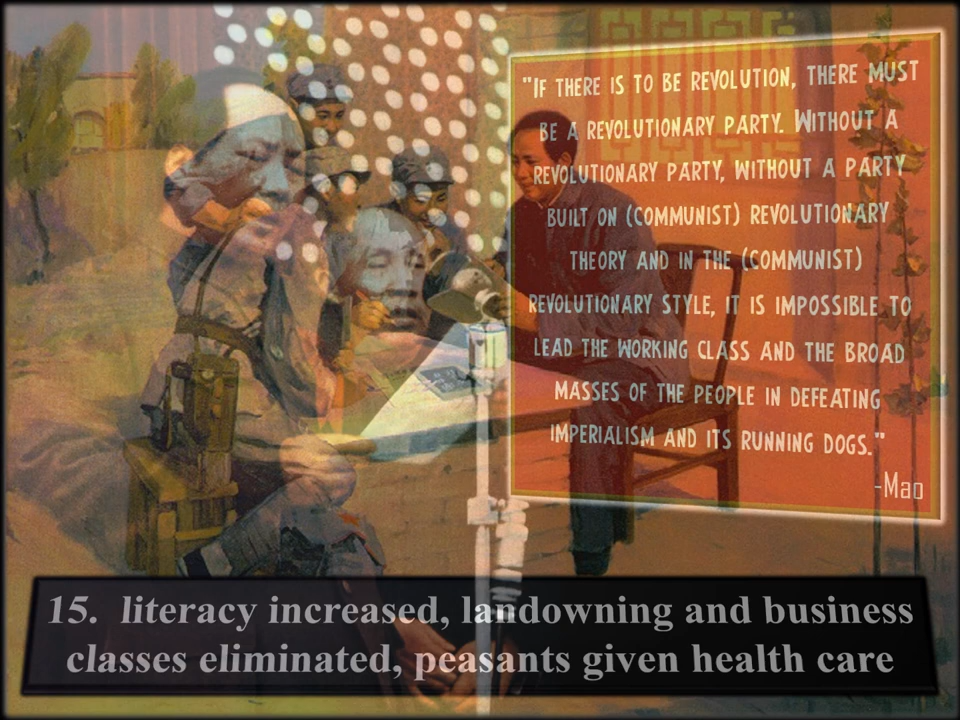 "If there is to be revolution, there must
be a revolutionary party. Without a
revolutionary party, without a party
built on (communist) revolutionary
theory and in the (communist)
revolutionary style, it is impossible to
lead the working class and the broad
masses of the people in defeating
imperialism and its running dogs."
-Mao
15. literacy increased, landowning and business
classes eliminated, peasants given health care